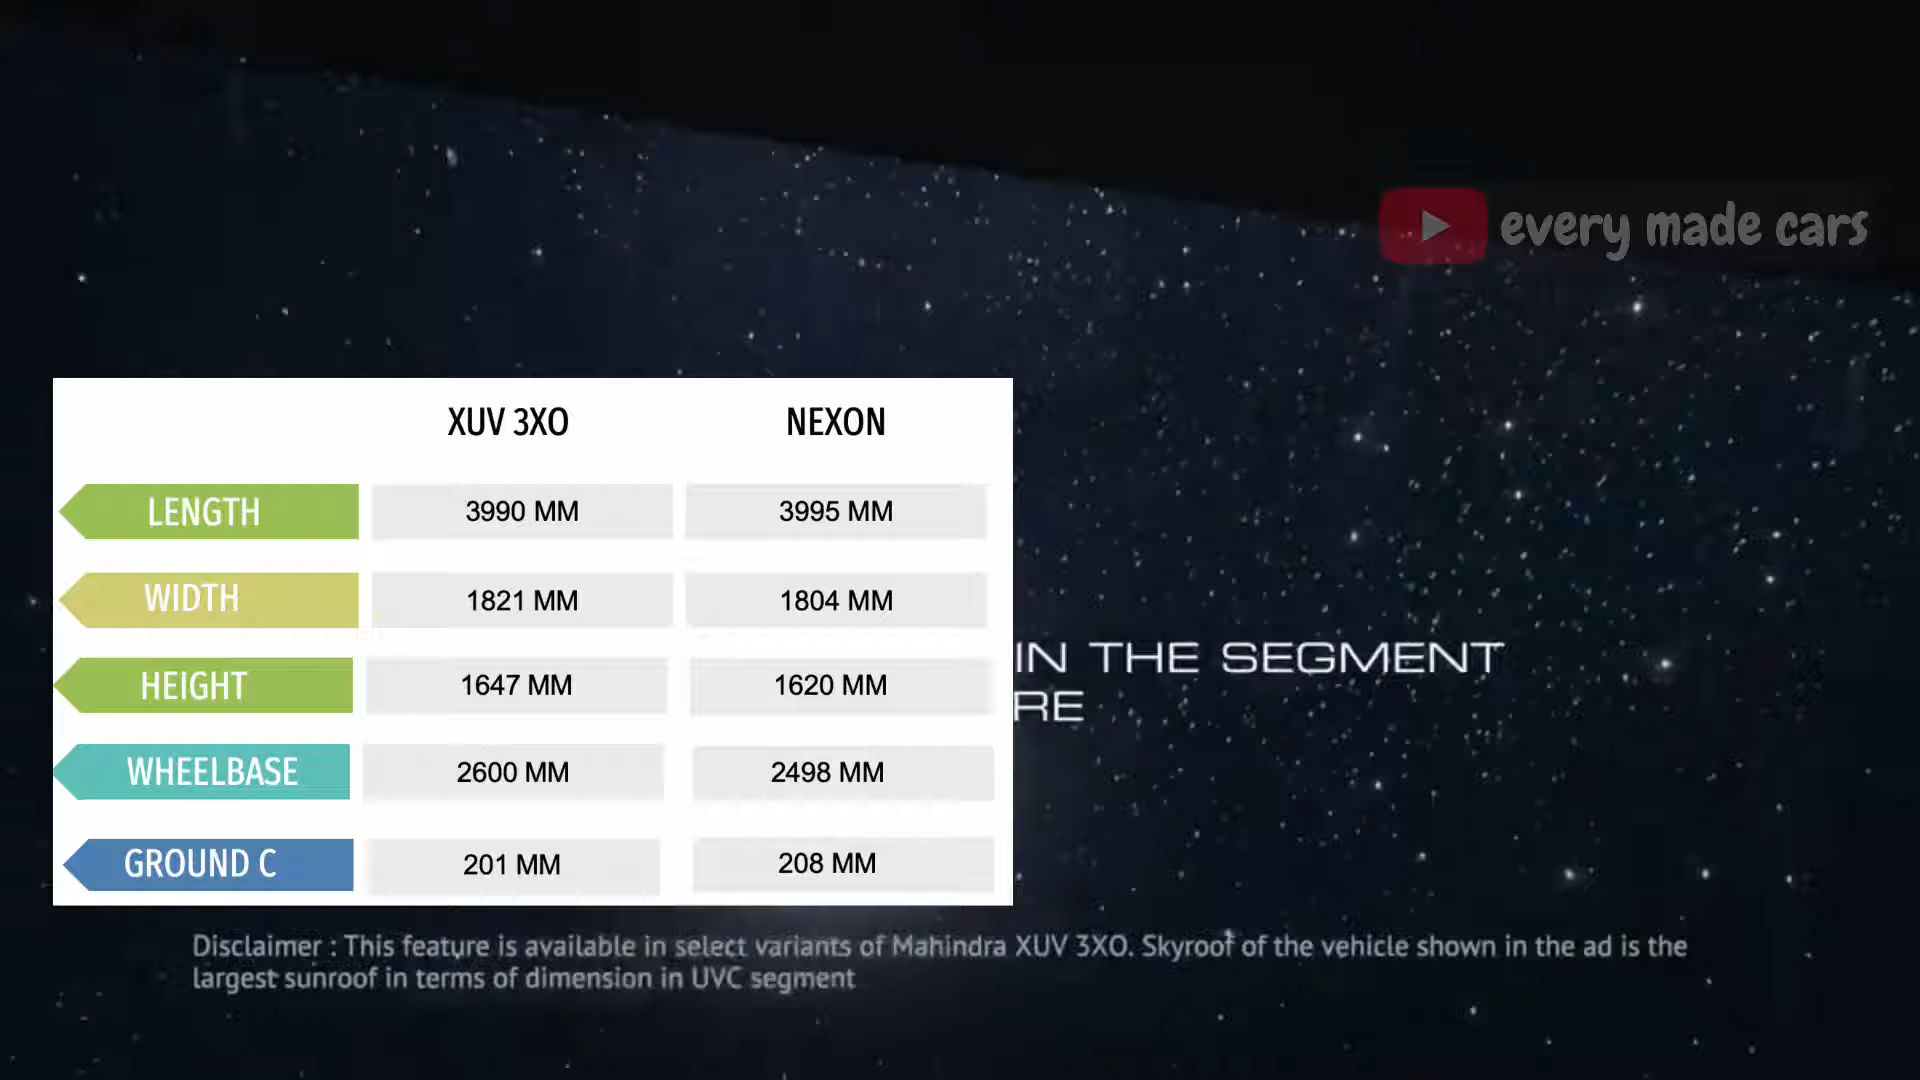 every made cars
XUV 3XO NEXON
LENGTH 3990 MM 3995 MM
WIDTH 1821 MM 1804 MM
HEIGHT 1647 MM 1620 MM
IN THE SEGMENT
RE
WHEELBASE 2600 MM 2498 MM
GROUND C 201 MM 208 MM
Disclaimer : This feature is available in select variants of Mahindra XUV 3XO. Skyroof of the vehicle shown in the ad is the
largest sunroof in terms of dimension in UVC segment